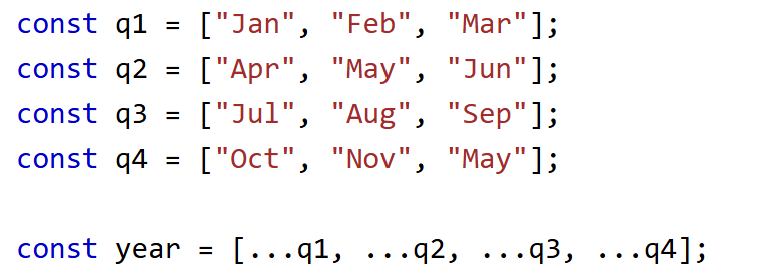 const q1 = ["Jan", "Feb", "Mar"];
const q2 = ["Apr", "May", "Jun"];
const q3 = ["Jul", "Aug", "Sep"];
const q4 = ["Oct", "Nov", "May"];
const year = [...q1, ...q2, ...q3, ...q4];